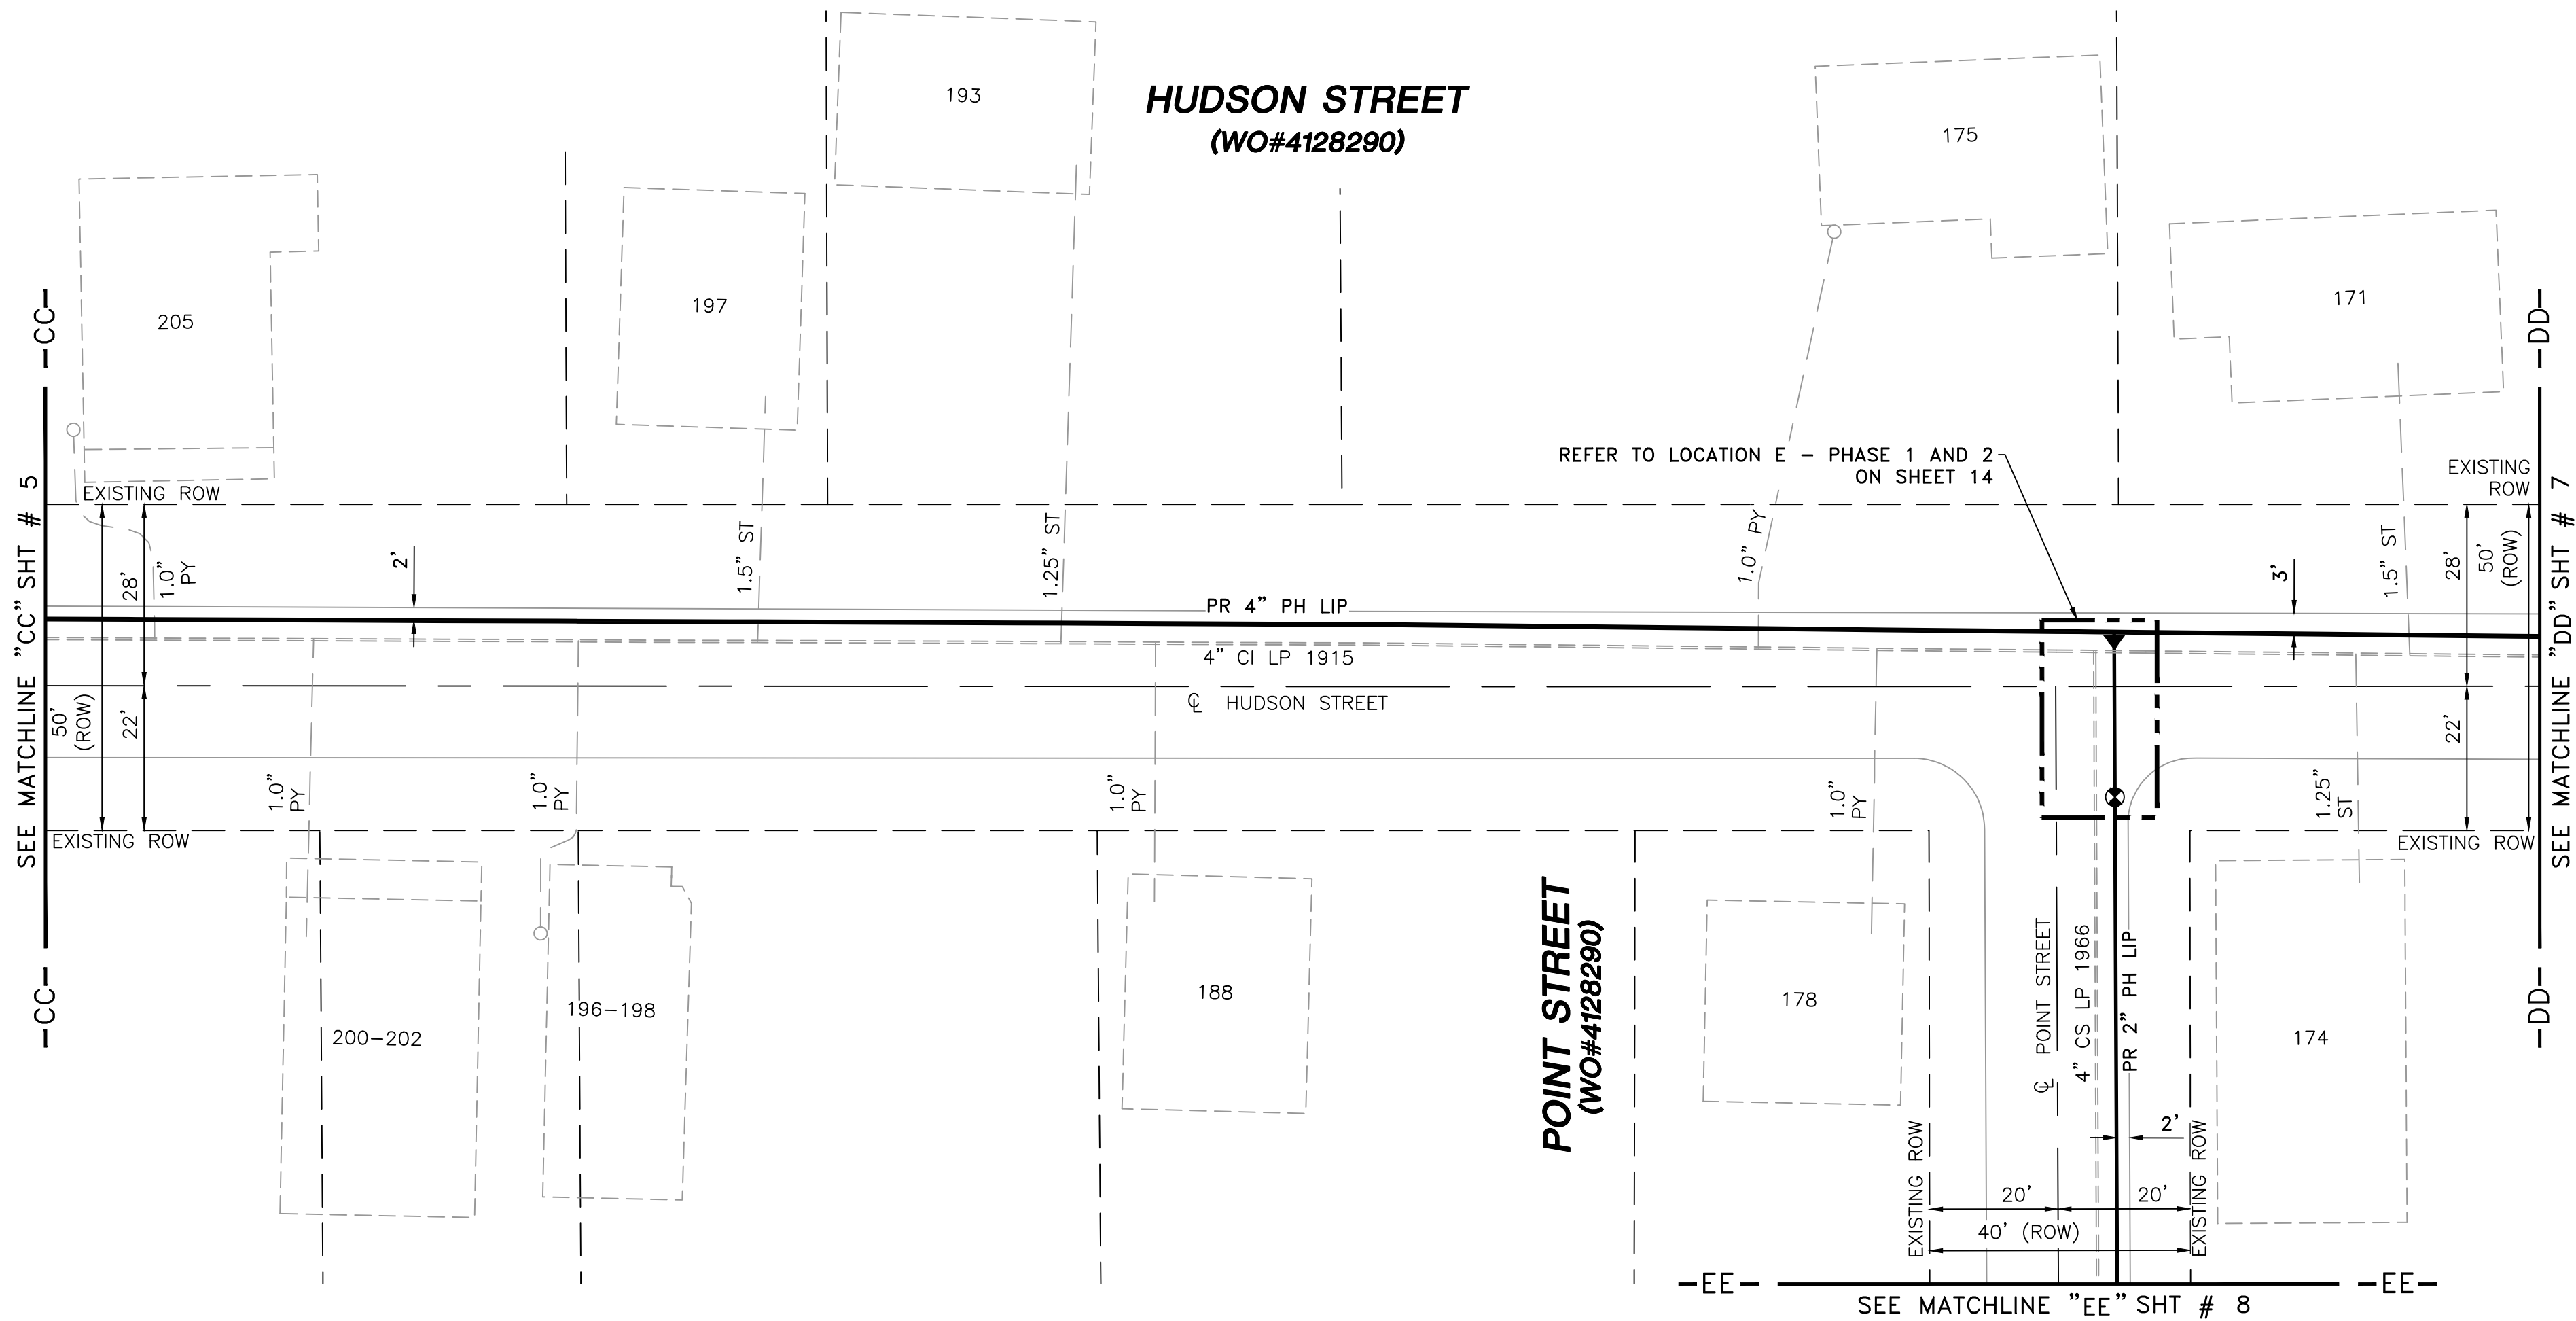 193
HUDSON STREET
(WO#4128290)
175
205
197
171
-CC-
-DD-
REFER TO LOCATION E – PHASE 1 AND 2
ON SHEET 14
EXISTING ROW
EXISTING
ROW
SEE MATCHLINE "CC" SHT # 5
SEE MATCHLINE "DD" SHT # 7
28'
1.0"
PY
2'
1.5" ST
1.25" ST
1.0" PY
3'
1.5" ST
28'
50'
(ROW)
PR 4" PH LIP
4" CI LP 1915
℄ HUDSON STREET
50'
(ROW)
22'
22'
1.0"
PY
1.0"
PY
1.0"
PY
1.0"
PY
1.25"
ST
EXISTING ROW
EXISTING ROW
200–202
196–198
188
POINT STREET
(WO#4128290)
178
℄ POINT STREET
4" CS LP 1966
PR 2" PH LIP
174
-CC-
-DD-
2'
EXISTING ROW
EXISTING ROW
20'
20'
40' (ROW)
-EE-
-EE-
SEE MATCHLINE "EE" SHT # 8